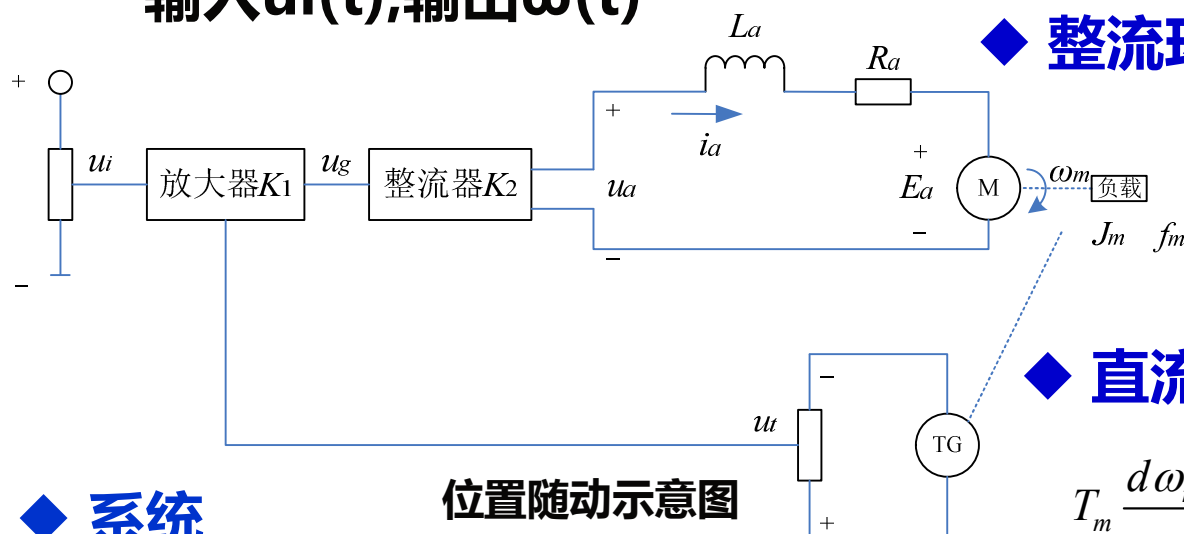 输入ui(t),输出ω(t)
La
Ra
整流
+
+
ia
ui
放大器K1
ug
整流器K2
ua
+
Ea
M
ωm
负载
−
Jm fm
−
−
−
直流
ut
TG
+
位置随动示意图
系统
Tm dω